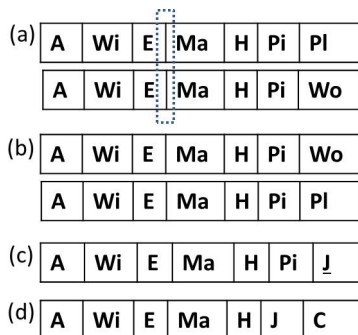 (a) A Wi E Ma H Pi Pl
A Wi E Ma H Pi Wo
(b) A Wi E Ma H Pi Wo
A Wi E Ma H Pi Pl
(c) A Wi E Ma H Pi J
(d) A Wi E Ma H J C